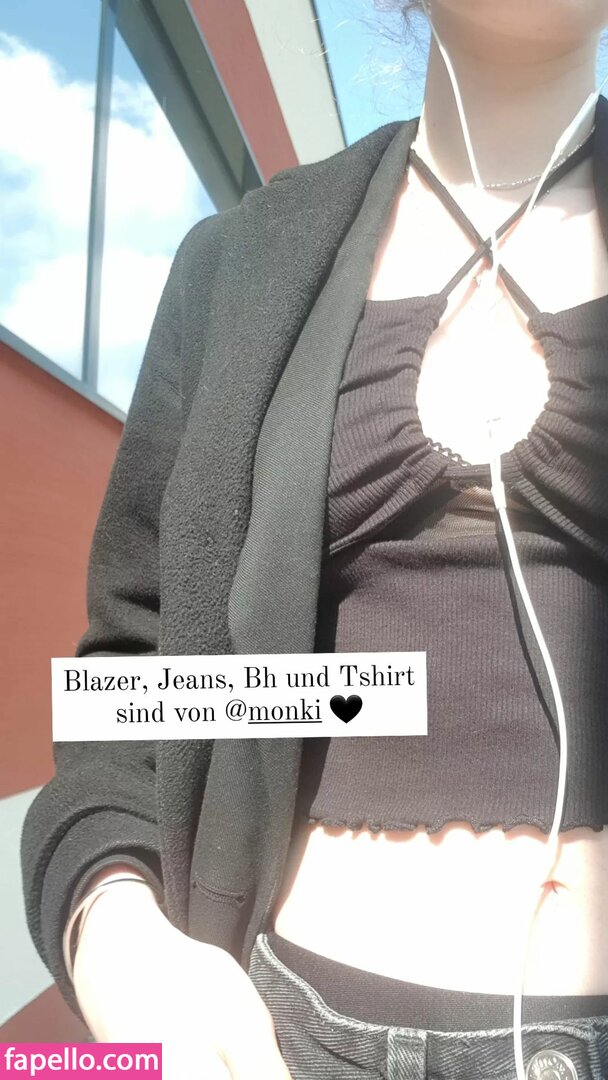 Blazer, Jeans, Bh und Tshirt
sind von @monki 🖤
fapello.com